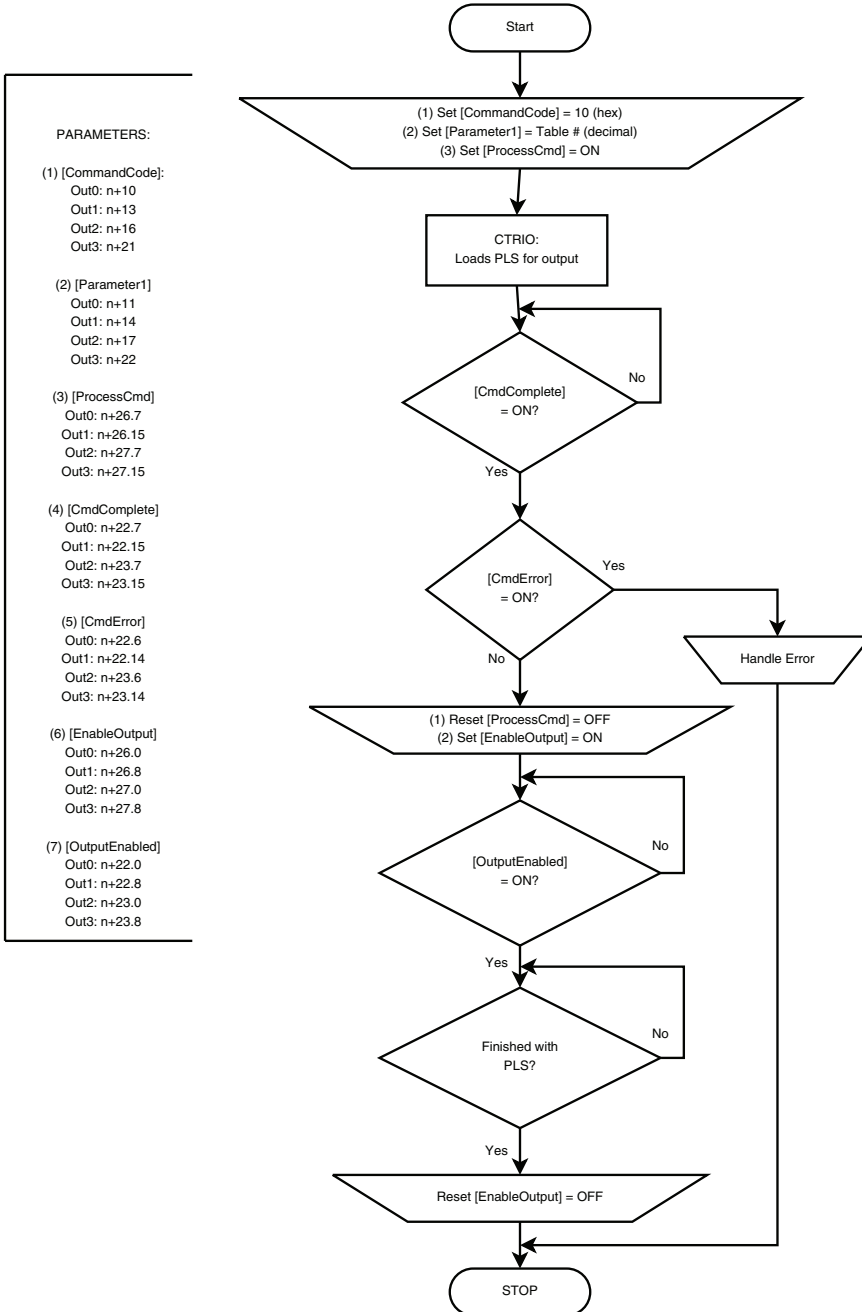 PARAMETERS:
(1) [CommandCode]:
Out0: n+10
Out1: n+13
Out2: n+16
Out3: n+21
(2) [Parameter1]
Out0: n+11
Out1: n+14
Out2: n+17
Out3: n+22
(3) [ProcessCmd]
Out0: n+26.7
Out1: n+26.15
Out2: n+27.7
Out3: n+27.15
(4) [CmdComplete]
Out0: n+22.7
Out1: n+22.15
Out2: n+23.7
Out3: n+23.15
(5) [CmdError]
Out0: n+22.6
Out1: n+22.14
Out2: n+23.6
Out3: n+23.14
(6) [EnableOutput]
Out0: n+26.0
Out1: n+26.8
Out2: n+27.0
Out3: n+27.8
(7) [OutputEnabled]
Out0: n+22.0
Out1: n+22.8
Out2: n+23.0
Out3: n+23.8
Start
(1) Set [CommandCode] = 10 (hex)
(2) Set [Parameter1] = Table # (decimal)
(3) Set [ProcessCmd] = ON
CTRIO:
Loads PLS for output
[CmdComplete]
= ON?
No
Yes
[CmdError]
= ON?
Yes
No
Handle Error
(1) Reset [ProcessCmd] = OFF
(2) Set [EnableOutput] = ON
[OutputEnabled]
= ON?
No
Yes
Finished with
PLS?
No
Yes
Reset [EnableOutput] = OFF
STOP